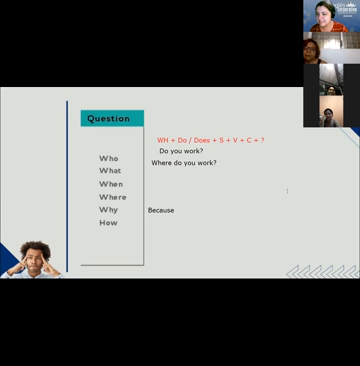 Question
WH + Do / Does + S + V + C + ?
Do you work?
Who
Where do you work?
What
When
Where
Why
Because
How